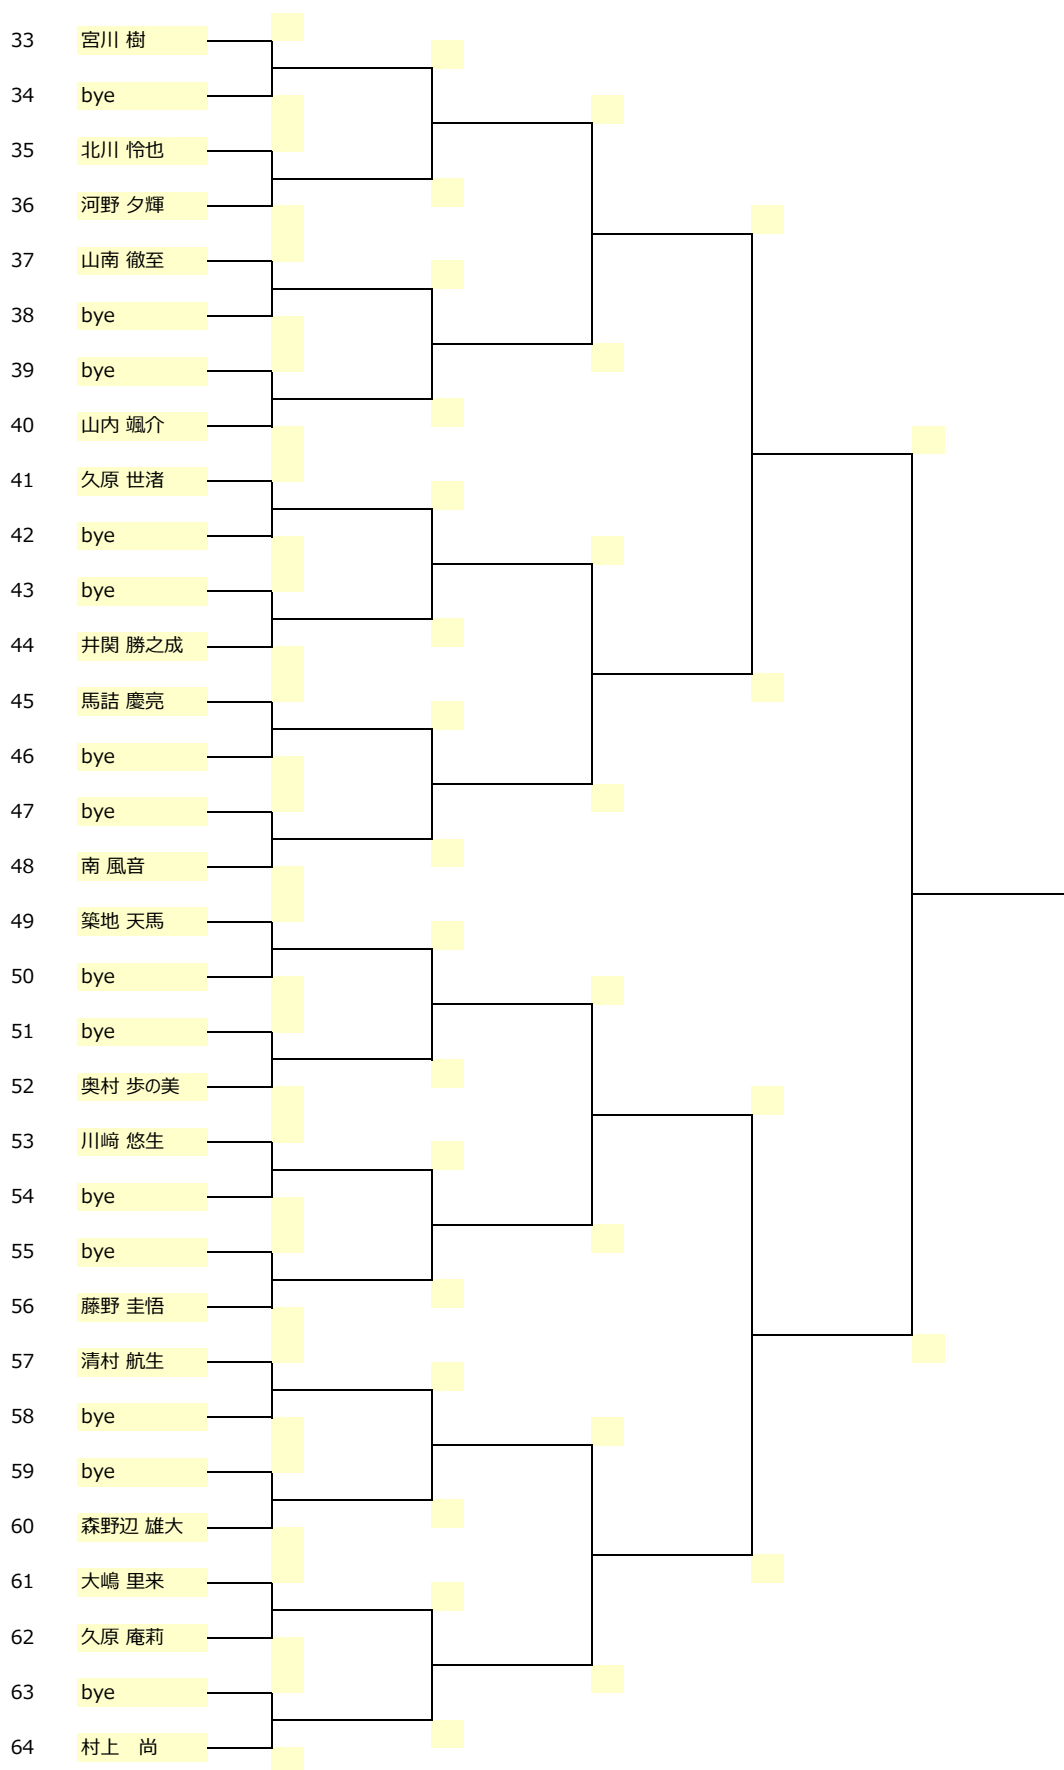 33 宮川 樹
34 bye
35 北川 怜也
36 河野 夕輝
37 山南 徹至
38 bye
39 bye
40 山内 颯介
41 久原 世渚
42 bye
43 bye
44 井関 勝之成
45 馬詰 慶亮
46 bye
47 bye
48 南 風音
49 築地 天馬
50 bye
51 bye
52 奥村 歩の美
53 川﨑 悠生
54 bye
55 bye
56 藤野 圭悟
57 清村 航生
58 bye
59 bye
60 森野辺 雄大
61 大嶋 里来
62 久原 庵莉
63 bye
64 村上　尚